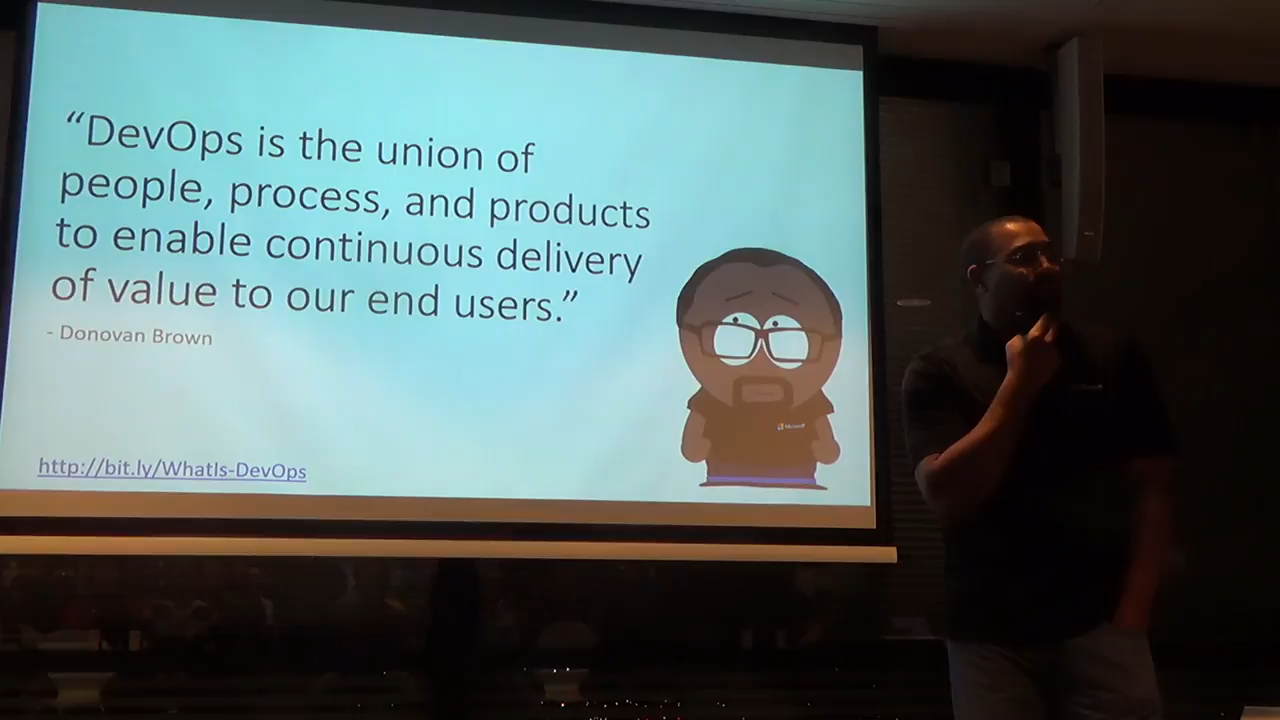 “DevOps is the union of
people, process, and products
to enable continuous delivery
of value to our end users.”
- Donovan Brown
http://bit.ly/WhatIs-DevOps
Microsoft